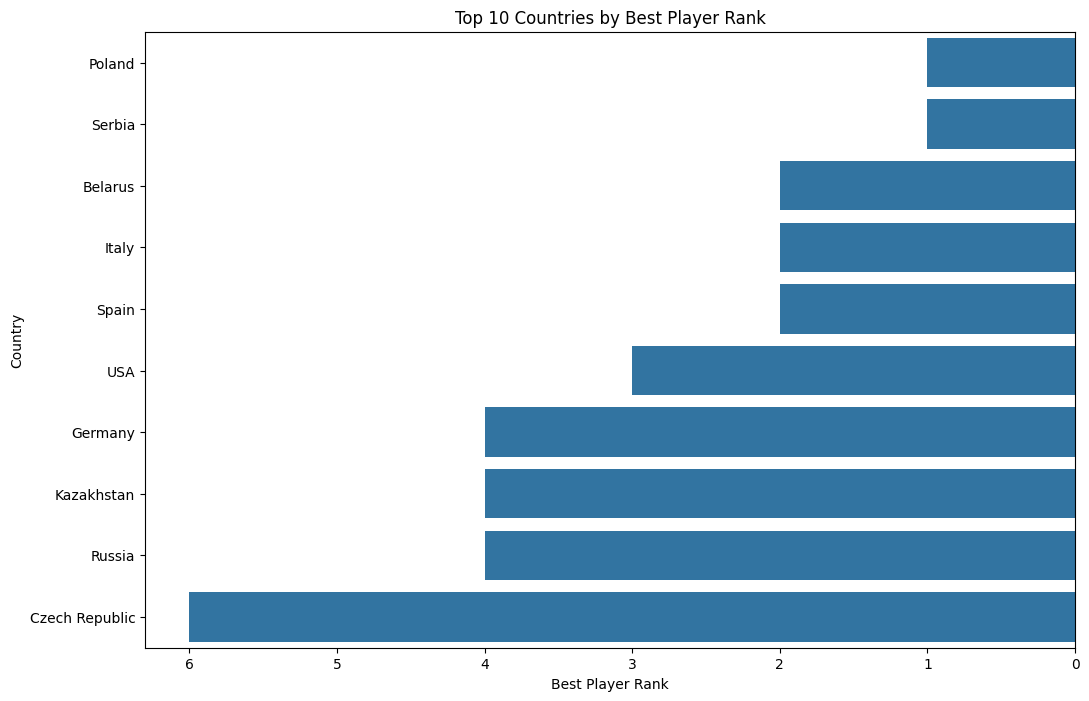 Top 10 Countries by Best Player Rank
Country
Poland
Serbia
Belarus
Italy
Spain
USA
Germany
Kazakhstan
Russia
Czech Republic
6 5 4 3 2 1 0
Best Player Rank